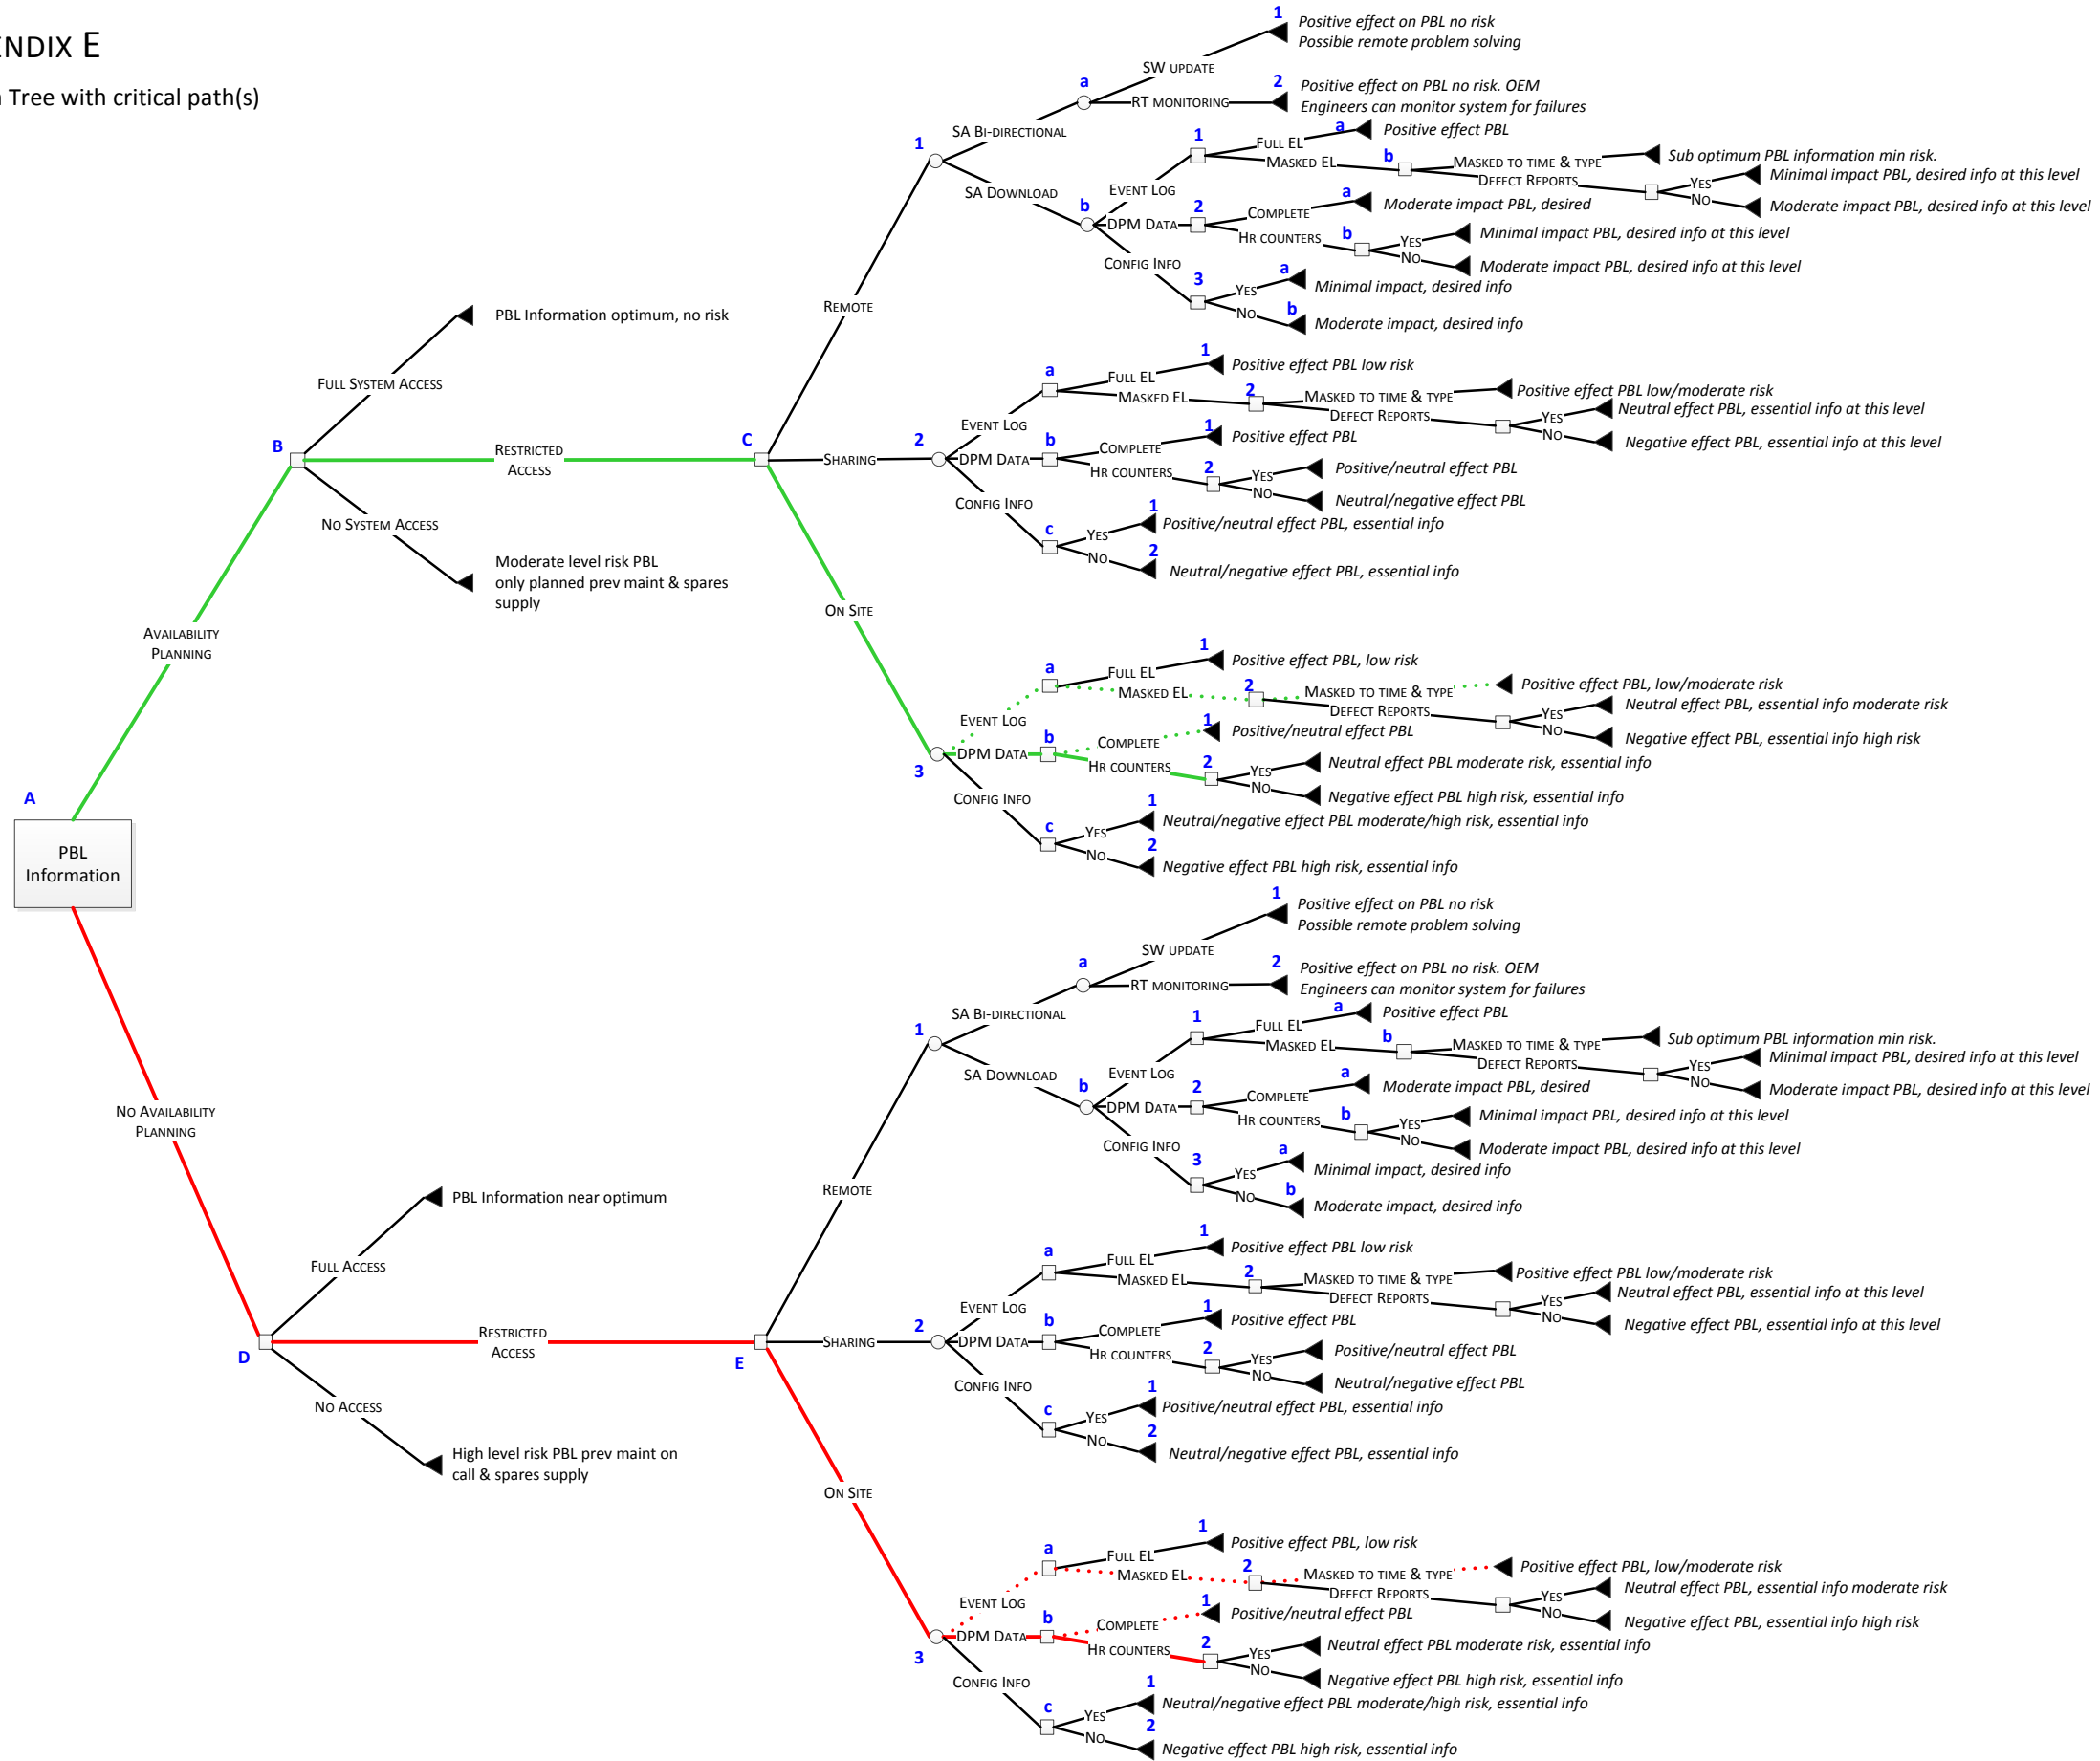 NDIX E
Tree with critical path(s)
A
PBL
Information
AVAILABILITY
PLANNING
B
FULL SYSTEM ACCESS
PBL Information optimum, no risk
RESTRICTED
ACCESS
NO SYSTEM ACCESS
Moderate level risk PBL
only planned prev maint & spares
supply
C
REMOTE
1
SA BI-DIRECTIONAL
a
SW UPDATE
1
Positive effect on PBL no risk
Possible remote problem solving
RT MONITORING
2
Positive effect on PBL no risk. OEM
Engineers can monitor system for failures
SA DOWNLOAD
b
EVENT LOG
1
FULL EL
a
Positive effect PBL
MASKED EL
b
MASKED TO TIME & TYPE
Sub optimum PBL information min risk.
DEFECT REPORTS
YES
Minimal impact PBL, desired info at this level
NO
Moderate impact PBL, desired info at this level
DPM DATA
2
COMPLETE
a
Moderate impact PBL, desired
HR COUNTERS
b
YES
Minimal impact PBL, desired info at this level
NO
Moderate impact PBL, desired info at this level
CONFIG INFO
3
YES
a
Minimal impact, desired info
NO
b
Moderate impact, desired info
SHARING
2
EVENT LOG
a
FULL EL
1
Positive effect PBL low risk
MASKED EL
2
MASKED TO TIME & TYPE
Positive effect PBL low/moderate risk
DEFECT REPORTS
YES
Neutral effect PBL, essential info at this level
NO
Negative effect PBL, essential info at this level
DPM DATA
b
COMPLETE
1
Positive effect PBL
HR COUNTERS
2
YES
Positive/neutral effect PBL
NO
Neutral/negative effect PBL
CONFIG INFO
c
YES
1
Positive/neutral effect PBL, essential info
NO
2
Neutral/negative effect PBL, essential info
ON SITE
3
EVENT LOG
a
FULL EL
1
Positive effect PBL, low risk
MASKED EL
2
MASKED TO TIME & TYPE
Positive effect PBL, low/moderate risk
DEFECT REPORTS
YES
Neutral effect PBL, essential info moderate risk
NO
Negative effect PBL, essential info high risk
DPM DATA
b
COMPLETE
1
Positive/neutral effect PBL
HR COUNTERS
2
YES
Neutral effect PBL moderate risk, essential info
NO
Negative effect PBL high risk, essential info
CONFIG INFO
c
YES
1
Neutral/negative effect PBL moderate/high risk, essential info
NO
2
Negative effect PBL high risk, essential info
NO AVAILABILITY
PLANNING
D
FULL ACCESS
PBL Information near optimum
RESTRICTED
ACCESS
NO ACCESS
High level risk PBL prev maint on
call & spares supply
E
REMOTE
1
SA BI-DIRECTIONAL
a
SW UPDATE
1
Positive effect on PBL no risk
Possible remote problem solving
RT MONITORING
2
Positive effect on PBL no risk. OEM
Engineers can monitor system for failures
SA DOWNLOAD
b
EVENT LOG
1
FULL EL
a
Positive effect PBL
MASKED EL
b
MASKED TO TIME & TYPE
Sub optimum PBL information min risk.
DEFECT REPORTS
YES
Minimal impact PBL, desired info at this level
NO
Moderate impact PBL, desired info at this level
DPM DATA
2
COMPLETE
a
Moderate impact PBL, desired
HR COUNTERS
b
YES
Minimal impact PBL, desired info at this level
NO
Moderate impact PBL, desired info at this level
CONFIG INFO
3
YES
a
Minimal impact, desired info
NO
b
Moderate impact, desired info
SHARING
2
EVENT LOG
a
FULL EL
1
Positive effect PBL low risk
MASKED EL
2
MASKED TO TIME & TYPE
Positive effect PBL low/moderate risk
DEFECT REPORTS
YES
Neutral effect PBL, essential info at this level
NO
Negative effect PBL, essential info at this level
DPM DATA
b
COMPLETE
1
Positive effect PBL
HR COUNTERS
2
YES
Positive/neutral effect PBL
NO
Neutral/negative effect PBL
CONFIG INFO
c
YES
1
Positive/neutral effect PBL, essential info
NO
2
Neutral/negative effect PBL, essential info
ON SITE
3
EVENT LOG
a
FULL EL
1
Positive effect PBL, low risk
MASKED EL
2
MASKED TO TIME & TYPE
Positive effect PBL, low/moderate risk
DEFECT REPORTS
YES
Neutral effect PBL, essential info moderate risk
NO
Negative effect PBL, essential info high risk
DPM DATA
b
COMPLETE
1
Positive/neutral effect PBL
HR COUNTERS
2
YES
Neutral effect PBL moderate risk, essential info
NO
Negative effect PBL high risk, essential info
CONFIG INFO
c
YES
1
Neutral/negative effect PBL moderate/high risk, essential info
NO
2
Negative effect PBL high risk, essential info